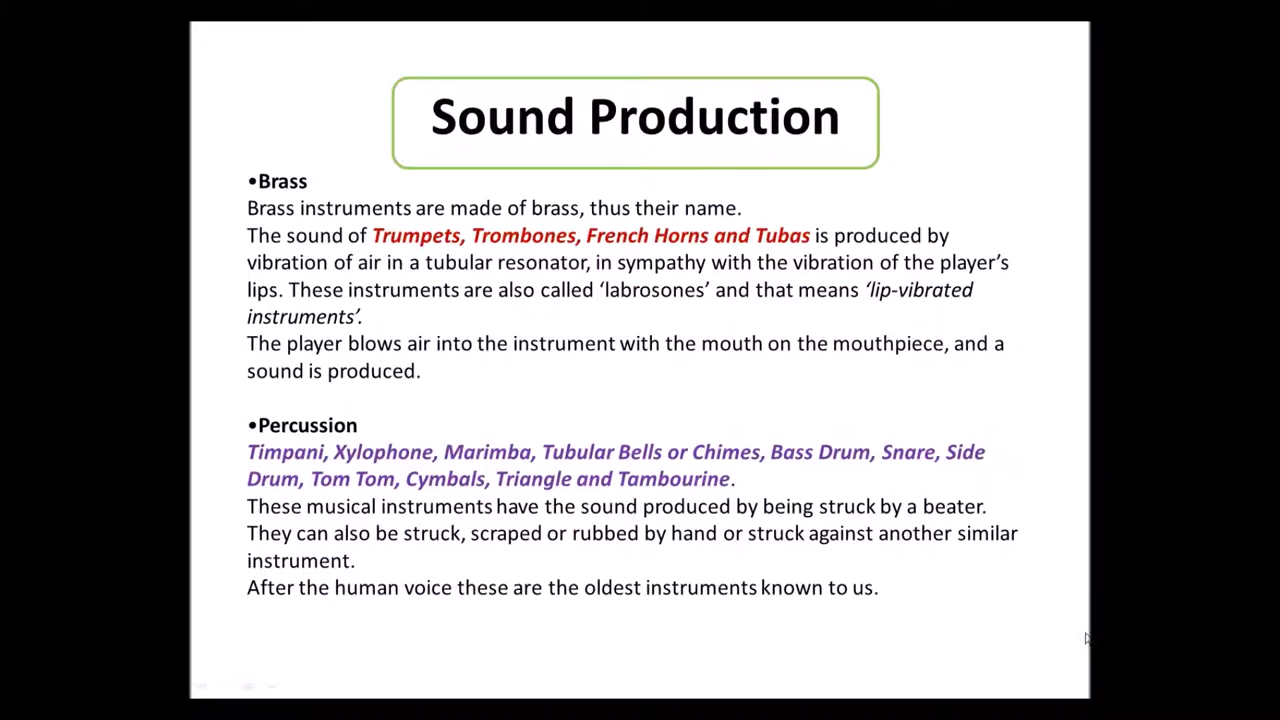 Sound Production
•Brass
Brass instruments are made of brass, thus their name.
The sound of Trumpets, Trombones, French Horns and Tubas is produced by
vibration of air in a tubular resonator, in sympathy with the vibration of the player’s
lips. These instruments are also called ‘labrosones’ and that means ‘lip-vibrated
instruments’.
The player blows air into the instrument with the mouth on the mouthpiece, and a
sound is produced.
•Percussion
Timpani, Xylophone, Marimba, Tubular Bells or Chimes, Bass Drum, Snare, Side
Drum, Tom Tom, Cymbals, Triangle and Tambourine.
These musical instruments have the sound produced by being struck by a beater.
They can also be struck, scraped or rubbed by hand or struck against another similar
instrument.
After the human voice these are the oldest instruments known to us.